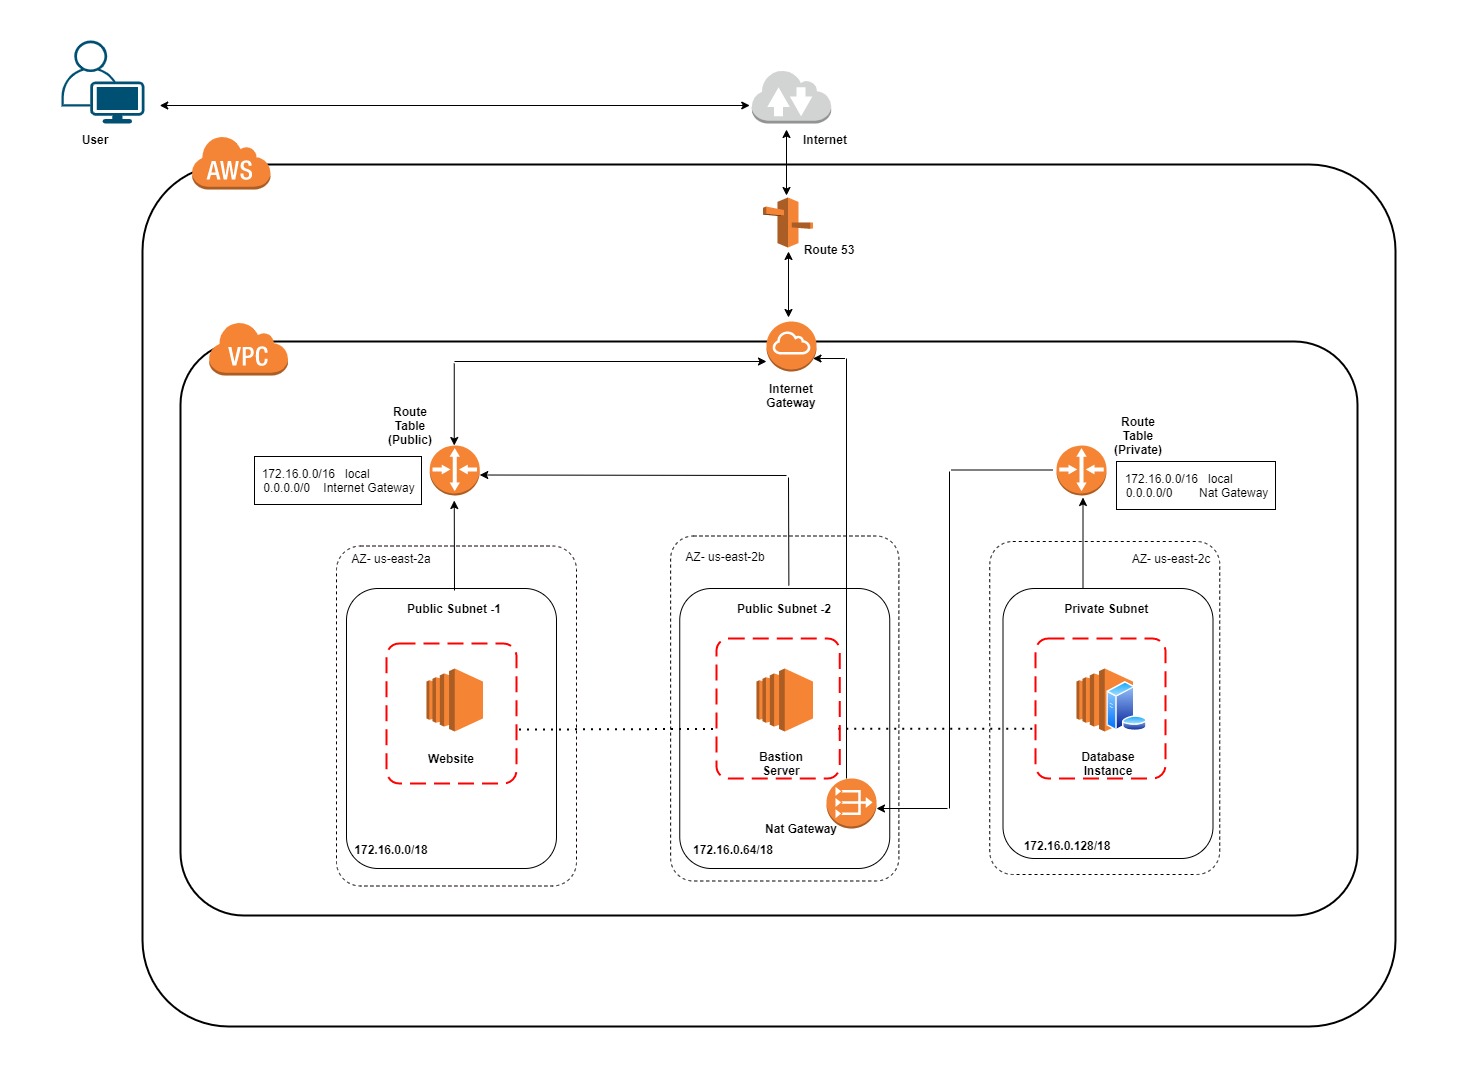 User
Internet
AWS
Route 53
VPC
Internet
Gateway
Route
Table
(Public)
172.16.0.0/16 local
0.0.0.0/0 Internet Gateway
Route
Table
(Private)
172.16.0.0/16 local
0.0.0.0/0 Nat Gateway
AZ- us-east-2a
Public Subnet -1
Website
172.16.0.0/18
AZ- us-east-2b
Public Subnet -2
Bastion
Server
Nat Gateway
172.16.0.64/18
AZ- us-east-2c
Private Subnet
Database
Instance
172.16.0.128/18